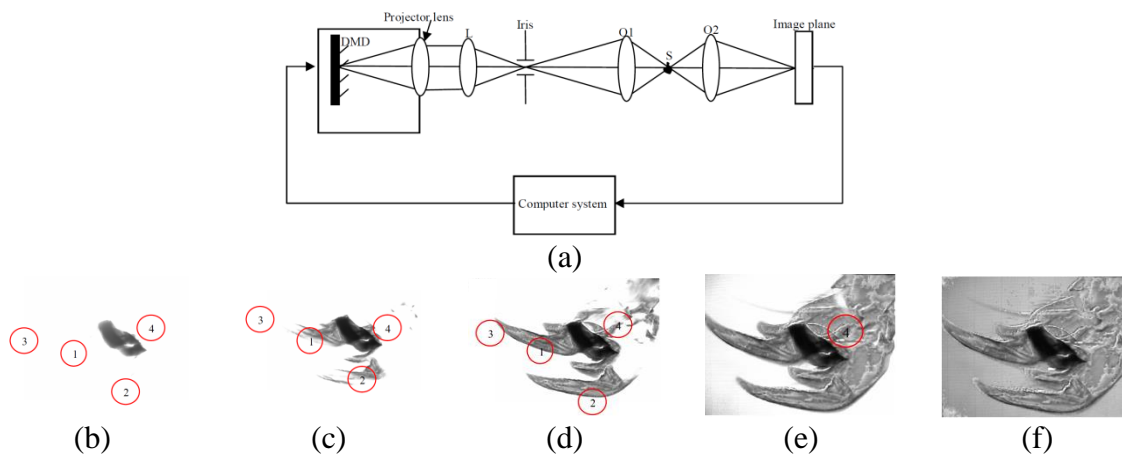 Projector lens
Iris
Image plane
DMD
L
O1
S
O2
Computer system
(a)
3
1
2
4
3
1
2
4
3
1
2
4
4
(b)
(c)
(d)
(e)
(f)